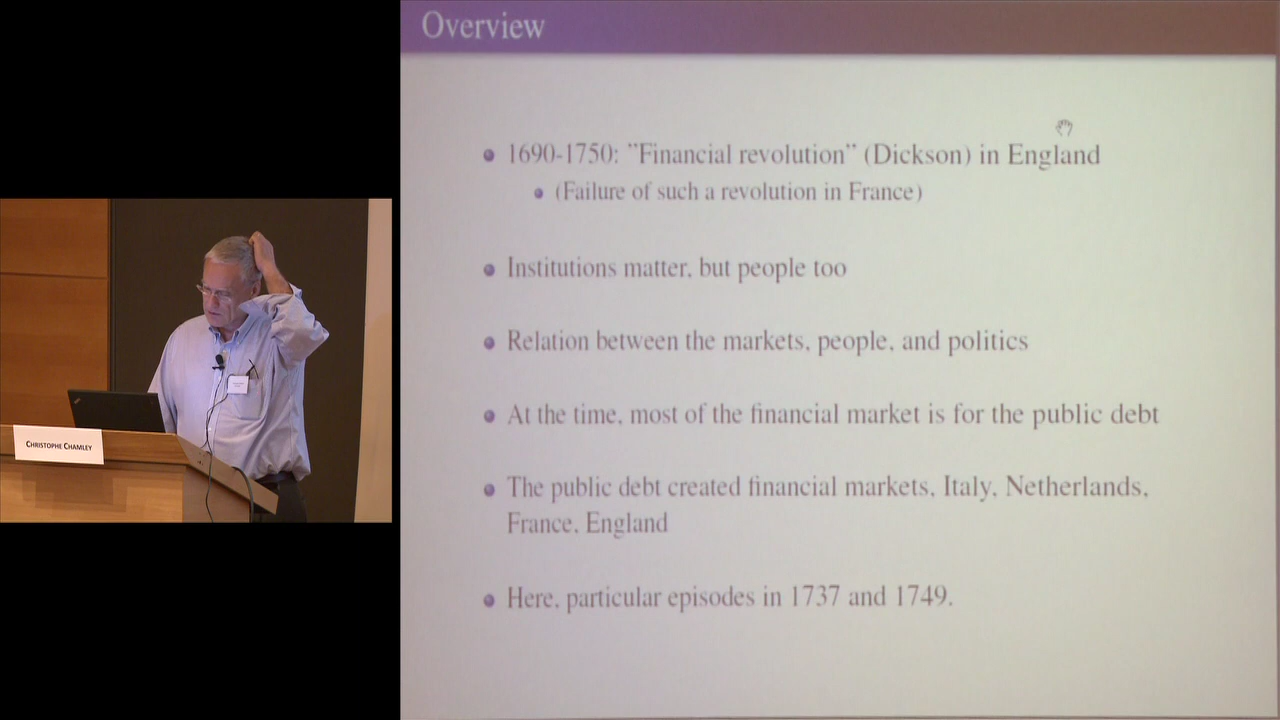 Overview
1690-1750: "Financial revolution" (Dickson) in England
(Failure of such a revolution in France)
Institutions matter, but people too
Relation between the markets, people, and politics
At the time, most of the financial market is for the public debt
The public debt created financial markets, Italy, Netherlands,
France, England
Here, particular episodes in 1737 and 1749.
CHRISTOPHE CHAMLEY